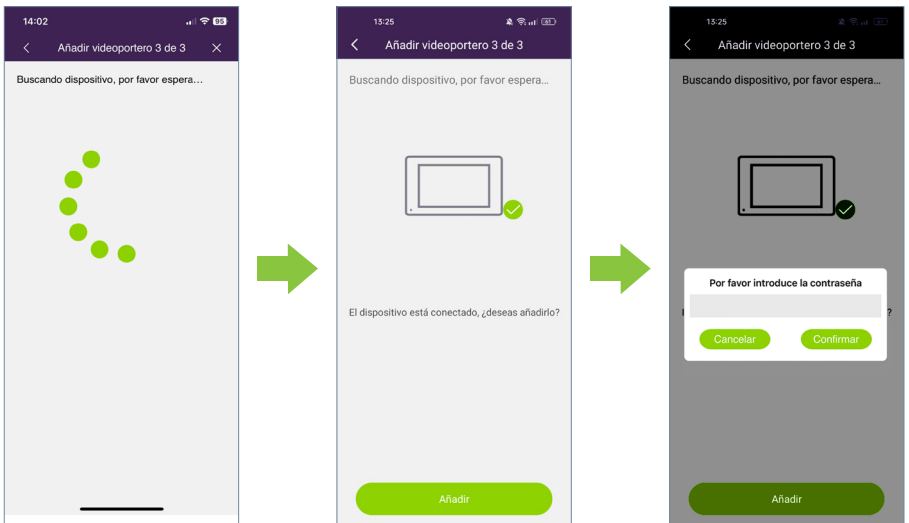 14:02
95
Añadir videoportero 3 de 3
Buscando dispositivo, por favor espera...
13:25
Añadir videoportero 3 de 3
Buscando dispositivo, por favor espera...
El dispositivo está conectado, ¿deseas añadirlo?
Añadir
13:25
Añadir videoportero 3 de 3
Buscando dispositivo, por favor espera...
Por favor introduce la contraseña
?
Cancelar
Confirmar
Añadir